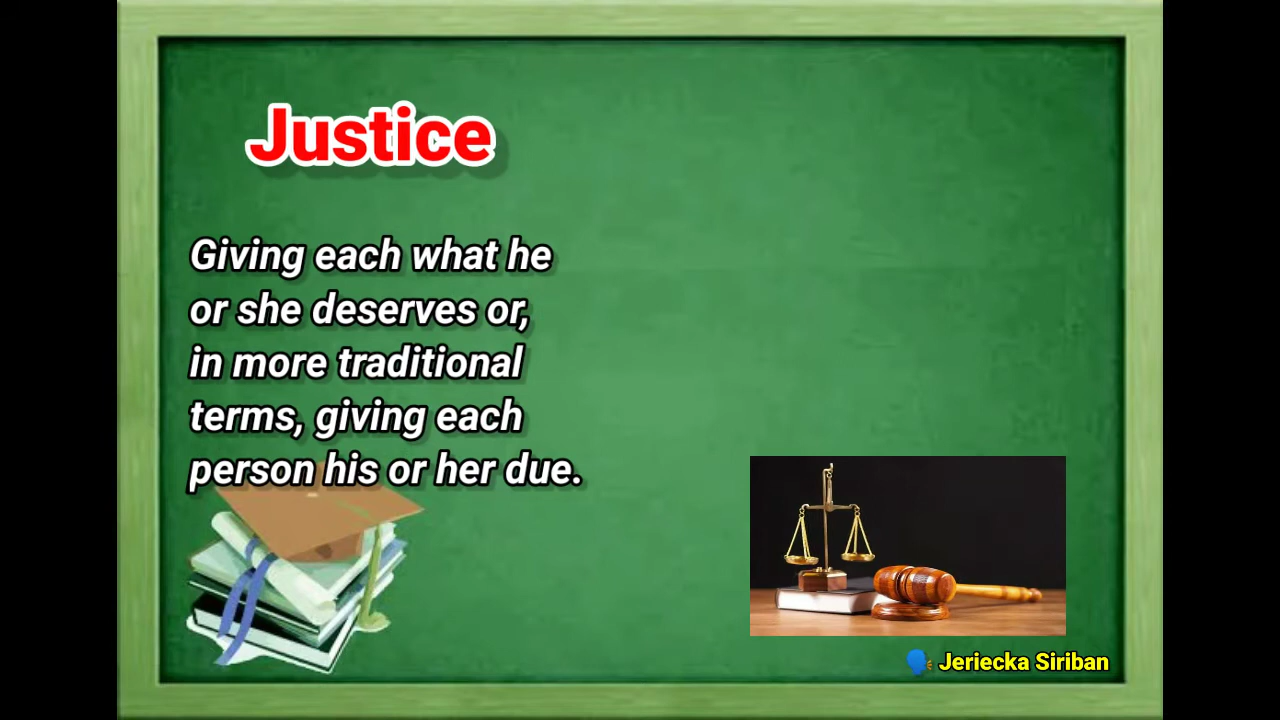 Justice
Giving each what he
or she deserves or,
in more traditional
terms, giving each
person his or her due.
🗣 Jeriecka Siriban